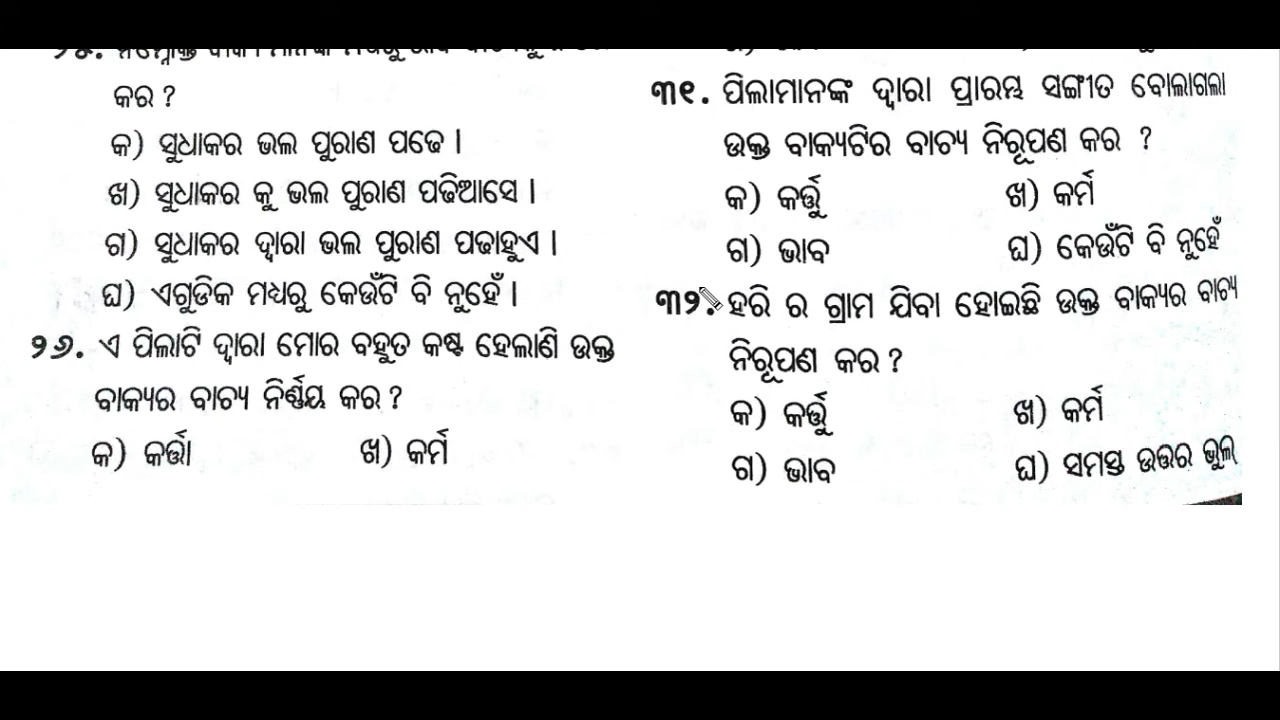 କର ?
କ) ସୁଧାକର ଭଲ ପୁରାଣ ପଢେ ।
ଖ) ସୁଧାକର କୁ ଭଲ ପୁରାଣ ପଢିଆସେ ।
ଗ) ସୁଧାକର ଦ୍ୱାରା ଭଲ ପୁରାଣ ପଢାହୁଏ ।
ଘ) ଏଗୁଡିକ ମଧ୍ୟରୁ କେଉଁଟି ବି ନୁହେଁ ।
୨୬. ଏ ପିଲାଟି ଦ୍ୱାରା ମୋର ବହୁତ କଷ୍ଟ ହେଲାଣି ଉକ୍ତ
ବାକ୍ୟର ବାଚ୍ୟ ନିର୍ଣ୍ଣୟ କର ?
କ) କର୍ତ୍ତା ଖ) କର୍ମ
୩୧. ପିଲାମାନଙ୍କ ଦ୍ୱାରା ପ୍ରାରମ୍ଭ ସଙ୍ଗୀତ ବୋଲାଗଲା
ଉକ୍ତ ବାକ୍ୟଟିର ବାଚ୍ୟ ନିରୂପଣ କର ?
କ) କର୍ତ୍ତୃ ଖ) କର୍ମ
ଗ) ଭାବ ଘ) କେଉଁଟି ବି ନୁହେଁ
୩୨. ହରି ର ଗ୍ରାମ ଯିବା ହୋଇଛି ଉକ୍ତ ବାକ୍ୟର ବାଚ୍ୟ
ନିରୂପଣ କର ?
କ) କର୍ତ୍ତୃ ଖ) କର୍ମ
ଗ) ଭାବ ଘ) ସମସ୍ତ ଉତ୍ତର ଭୁଲ୍